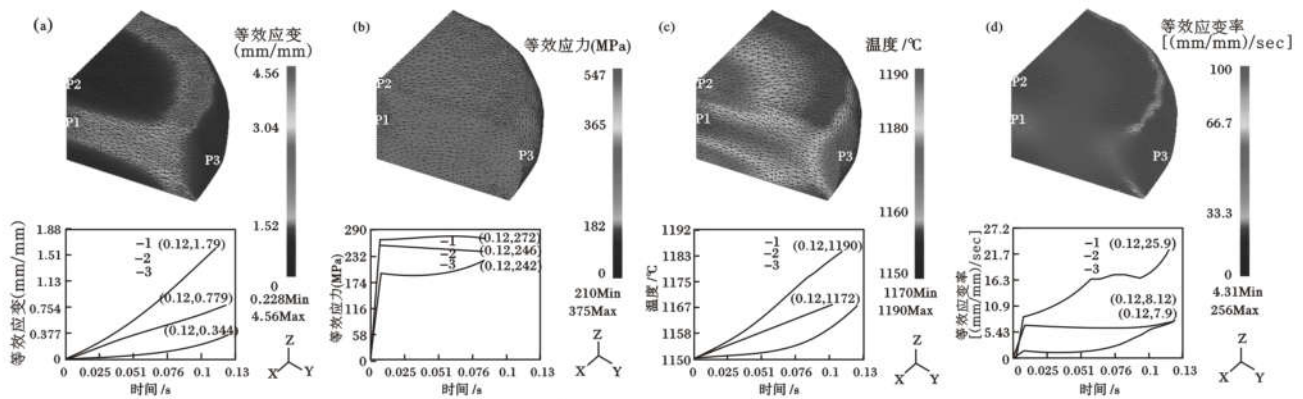 (a)
等效应变
(mm/mm)
4.56
3.04
1.52
0
0.228Min
4.56Max
P2
P1
P3
等效应变(mm/mm)
1.88
1.51
1.13
0.754
0.377
0
-1 (0.12,1.79)
-2
-3
(0.12,0.779)
(0.12,0.344)
0 0.025 0.051 0.076 0.1 0.13
时间 /s
Z
X Y
(b)
等效应力(MPa)
547
365
182
0
210Min
375Max
P2
P1
P3
等效应力(MPa)
290
232
174
116
58
0
-1 (0.12,272)
-2 (0.12,246)
-3 (0.12,242)
0 0.025 0.051 0.076 0.1 0.13
时间 /s
Z
X Y
(c)
温度 /℃
1190
1180
1160
1150
1170Min
1190Max
P2
P1
P3
温度 /℃
1192
1184
1176
1167
1158
1150
-1 (0.12,1190)
-2
-3
(0.12,1172)
0 0.025 0.051 0.076 0.1 0.13
时间 /s
Z
X Y
(d)
等效应变率
[(mm/mm)/sec]
100
66.7
33.3
0
4.31Min
256Max
P2
P1
P3
等效应变率
[(mm/mm)/sec]
27.2
21.7
16.3
10.9
5.43
0
-1 (0.12,25.9)
-2
-3
(0.12,8.12)
(0.12,7.9)
0 0.025 0.051 0.076 0.1 0.13
时间 /s
Z
X Y